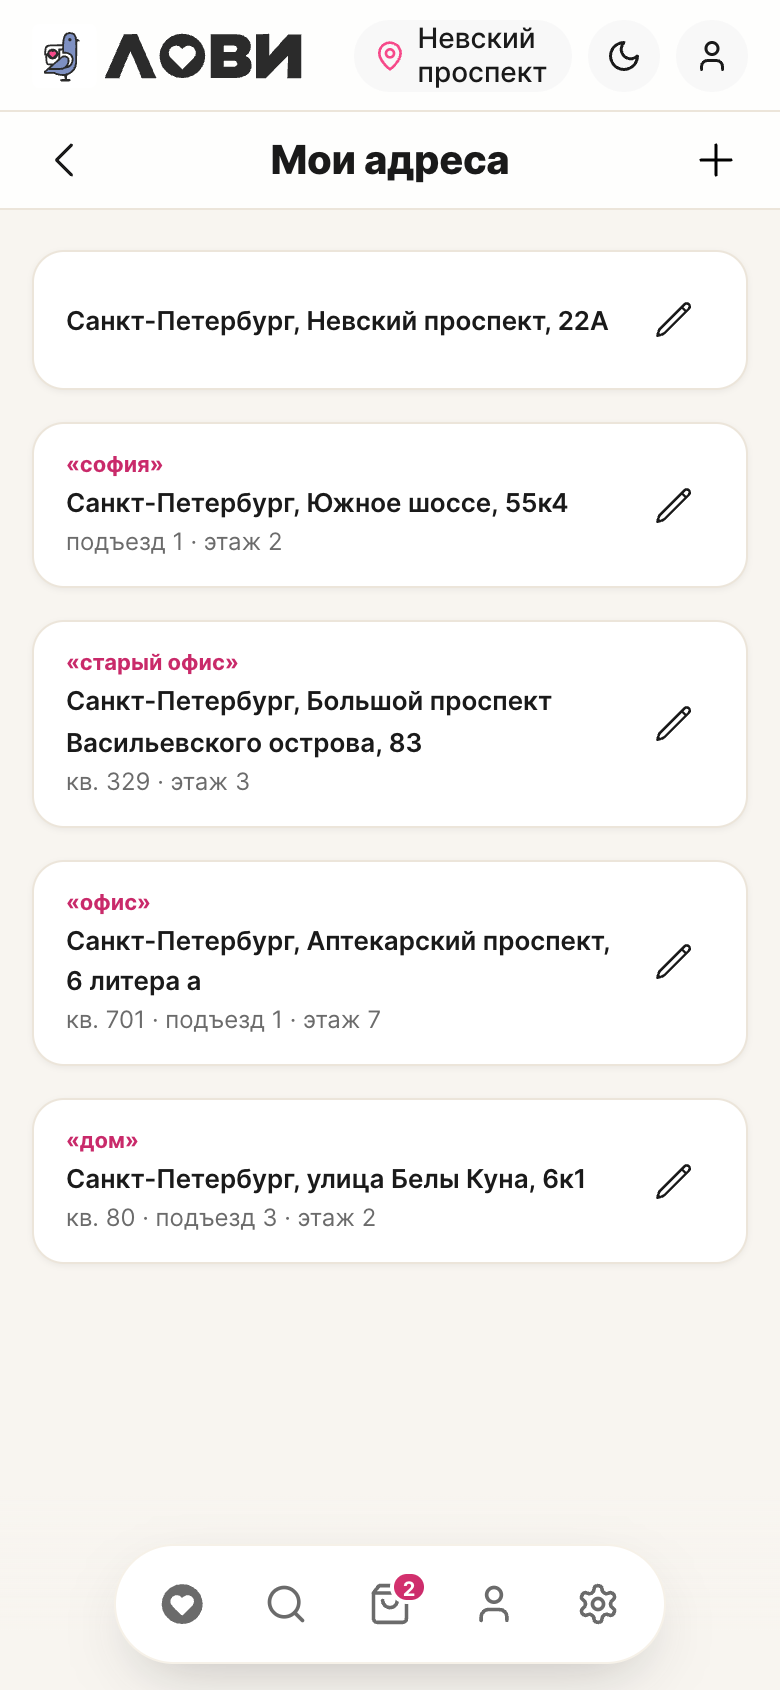 ЛОВИ
Невский
проспект
Мои адреса
Санкт-Петербург, Невский проспект, 22А
«софия»
Санкт-Петербург, Южное шоссе, 55к4
подъезд 1 · этаж 2
«старый офис»
Санкт-Петербург, Большой проспект
Васильевского острова, 83
кв. 329 · этаж 3
«офис»
Санкт-Петербург, Аптекарский проспект,
6 литера а
кв. 701 · подъезд 1 · этаж 7
«дом»
Санкт-Петербург, улица Белы Куна, 6к1
кв. 80 · подъезд 3 · этаж 2
2